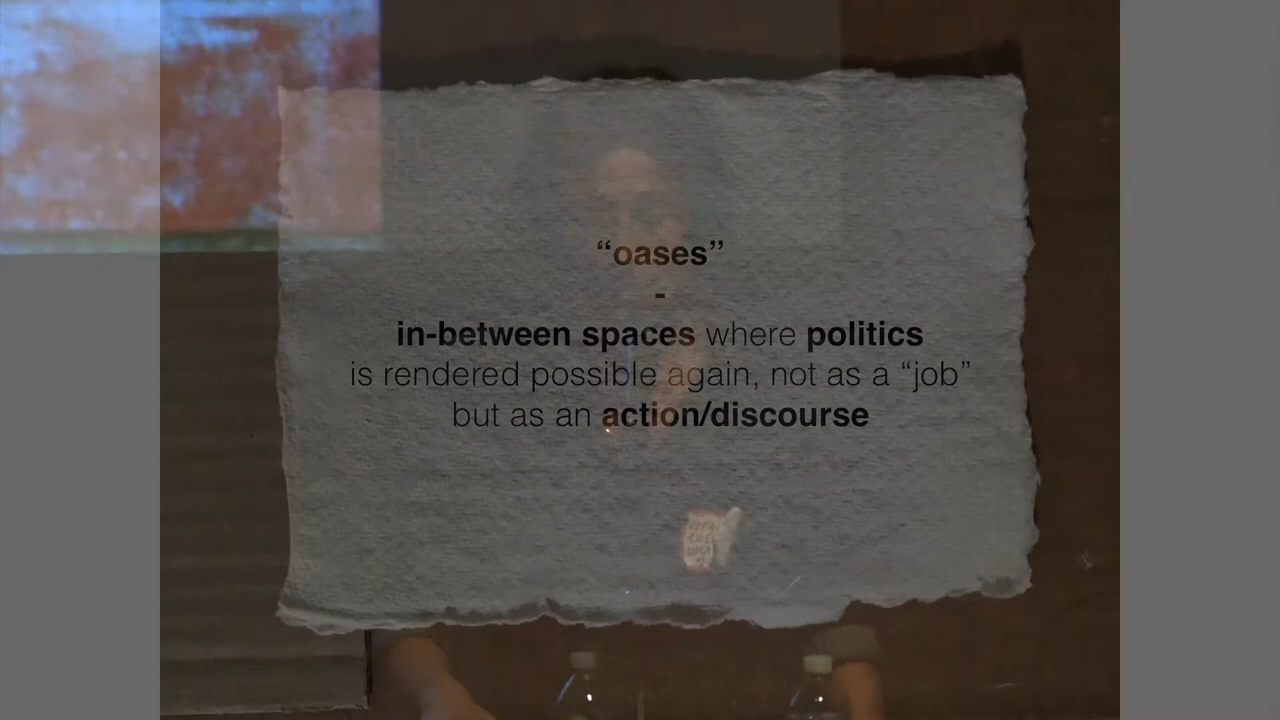 “oases”
-
in-between spaces where politics
is rendered possible again, not as a “job”
but as an action/discourse